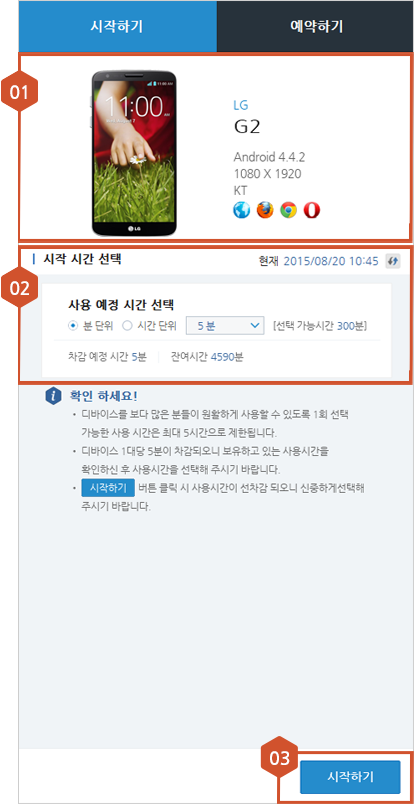 시작하기
예약하기
01
11:00
LG
LG
G2
Android 4.4.2
1080 X 1920
KT
시작 시간 선택
현재 2015/08/20 10:45
02
사용 예정 시간 선택
분 단위 시간 단위 5 분 [선택 가능시간 300분]
차감 예정 시간 5분 잔여시간 4590분
i 확인 하세요!
• 디바이스를 보다 많은 분들이 원활하게 사용할 수 있도록 1회 선택
가능한 사용 시간은 최대 5시간으로 제한됩니다.
• 디바이스 1대당 5분이 차감되오니 보유하고 있는 사용시간을
확인하신 후 사용시간을 선택해 주시기 바랍니다.
• 시작하기 버튼 클릭 시 사용시간이 선차감 되오니 신중하게선택해
주시기 바랍니다.
03
시작하기